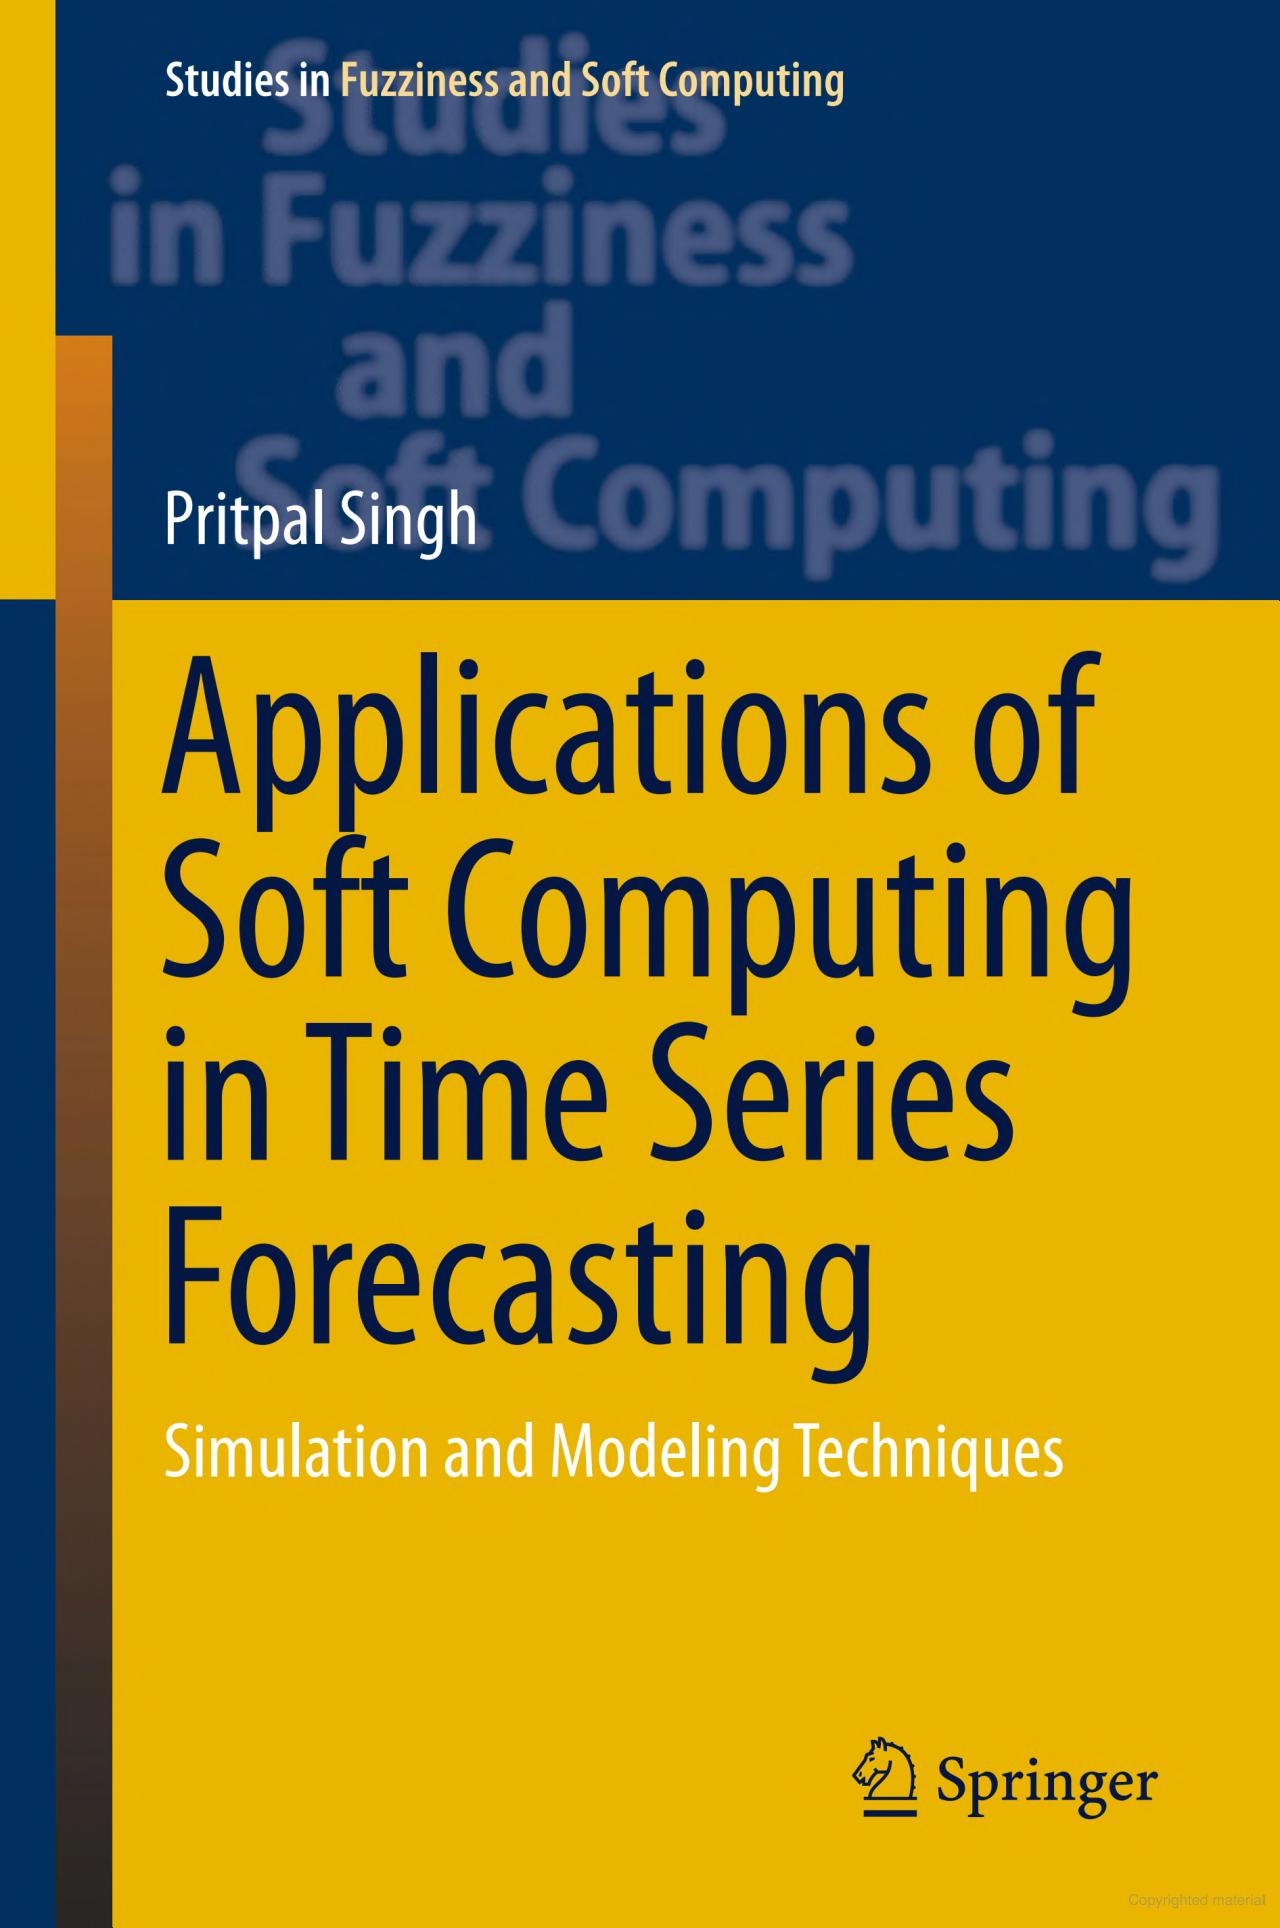 Studies in Fuzziness and Soft Computing
Studies
in Fuzziness
and
Soft Computing
Pritpal Singh
Applications of
Soft Computing
in Time Series
Forecasting
Simulation and Modeling Techniques
Springer
Copyrighted material